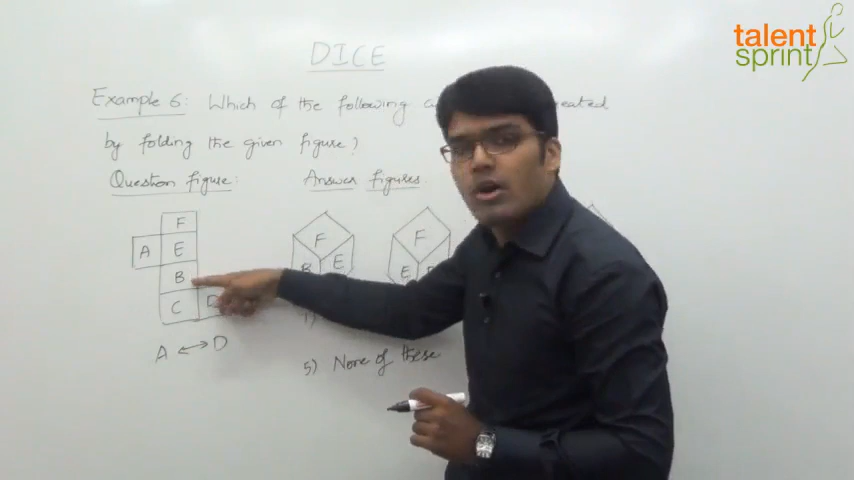 talent
sprint
DICE
Example 6: Which of the following
by folding the given figure?
Question figure: Answer figures:
F
A E
B
C D
F
B E
F
E
A ↔ D
1)
5) None of these